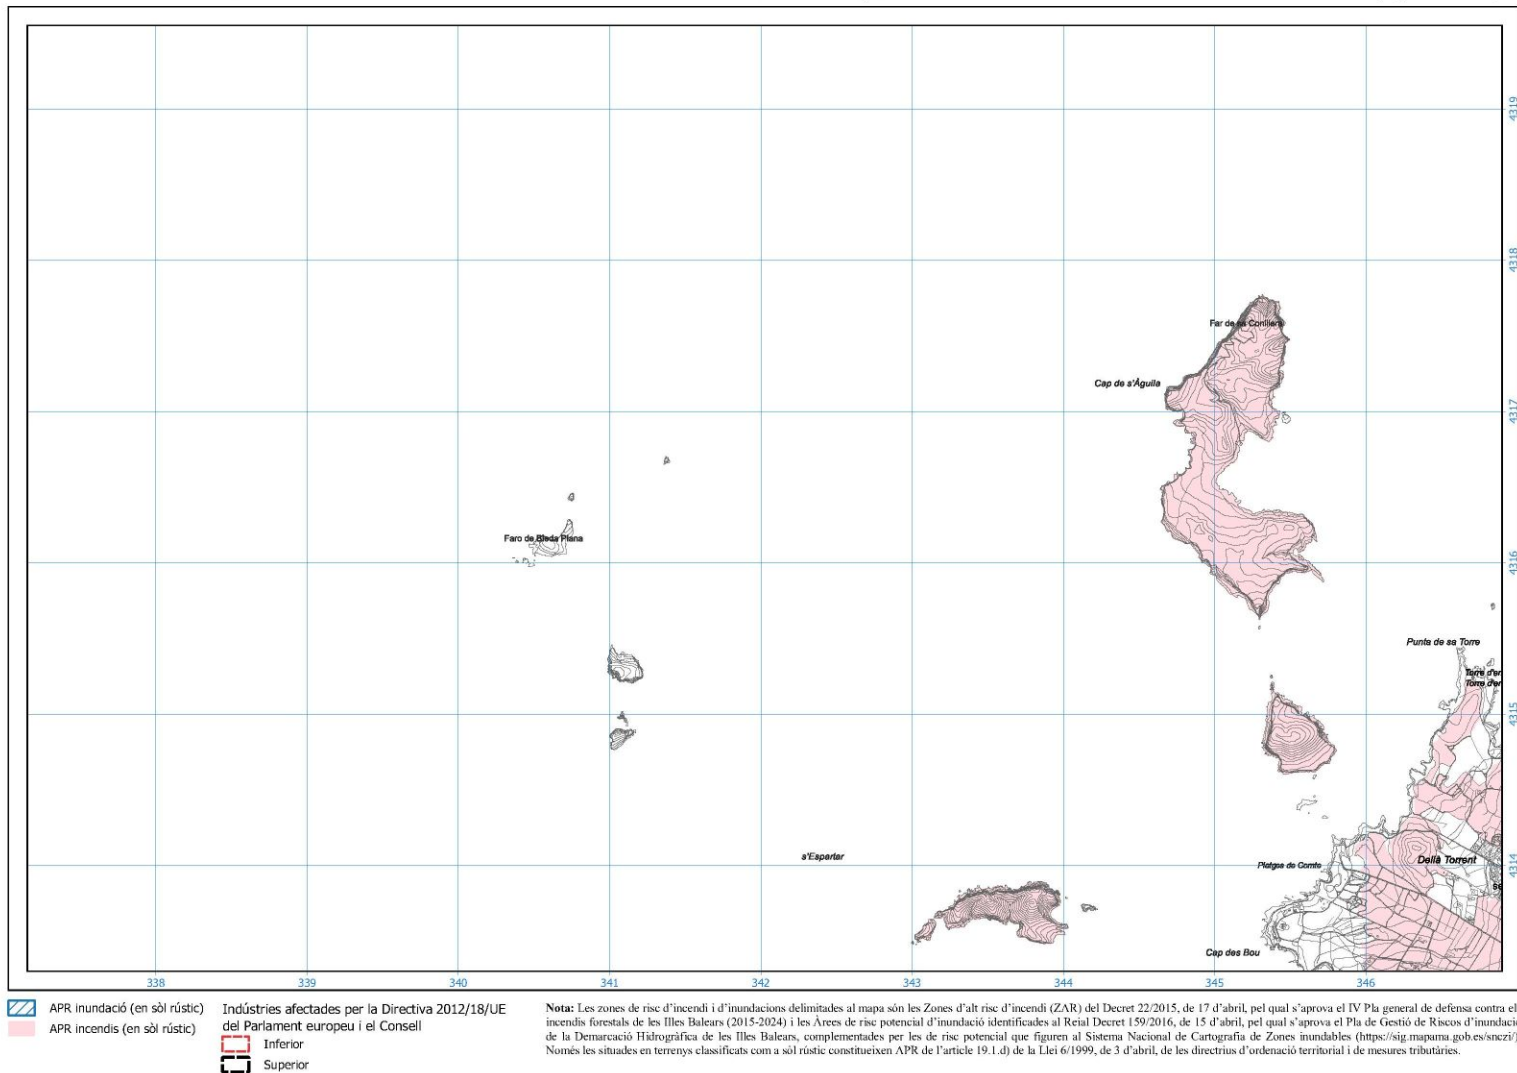 4319
4318
Far de sa Conillera
Cap de s'Àguila
4317
Faro de Bleda Plana
4316
Punta de sa Torre
Torre d'en
Torre d'en
4315
s'Espartar
Platges de Comte
Dellà Torrent
4314
se
Cap des Bou
338 339 340 341 342 343 344 345 346
APR inundació (en sòl rústic)
APR incendis (en sòl rústic)
Indústries afectades per la Directiva 2012/18/UE
del Parlament europeu i el Consell
Inferior
Superior
Nota: Les zones de risc d'incendi i d'inundacions delimitades al mapa són les Zones d'alt risc d'incendi (ZAR) del Decret 22/2015, de 17 d'abril, pel qual s'aprova el IV Pla general de defensa contra el
incendis forestals de les Illes Balears (2015-2024) i les Àrees de risc potencial d'inundació identificades al Reial Decret 159/2016, de 15 d'abril, pel qual s'aprova el Pla de Gestió de Riscos d'inundació
de la Demarcació Hidrogràfica de les Illes Balears, complementades per les de risc potencial que figuren al Sistema Nacional de Cartografia de Zones inundables (https://sig.mapama.gob.es/snczi/)
Només les situades en terrenys classificats com a sòl rústic constitueixen APR de l'article 19.1.d) de la Llei 6/1999, de 3 d'abril, de les directrius d'ordenació territorial i de mesures tributàries.